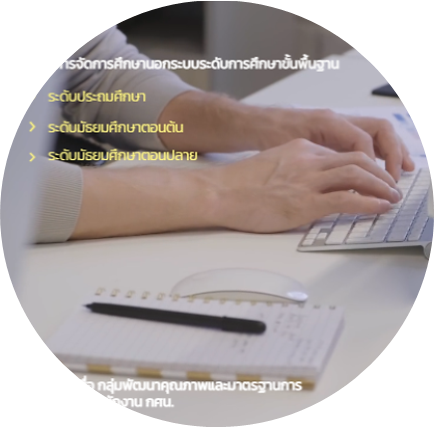 การจัดการศึกษานอกระบบระดับการศึกษาขั้นพื้นฐาน
ระดับประถมศึกษา
ระดับมัธยมศึกษาตอนต้น
ระดับมัธยมศึกษาตอนปลาย
กลุ่มพัฒนาคุณภาพและมาตรฐานการ
กศน.